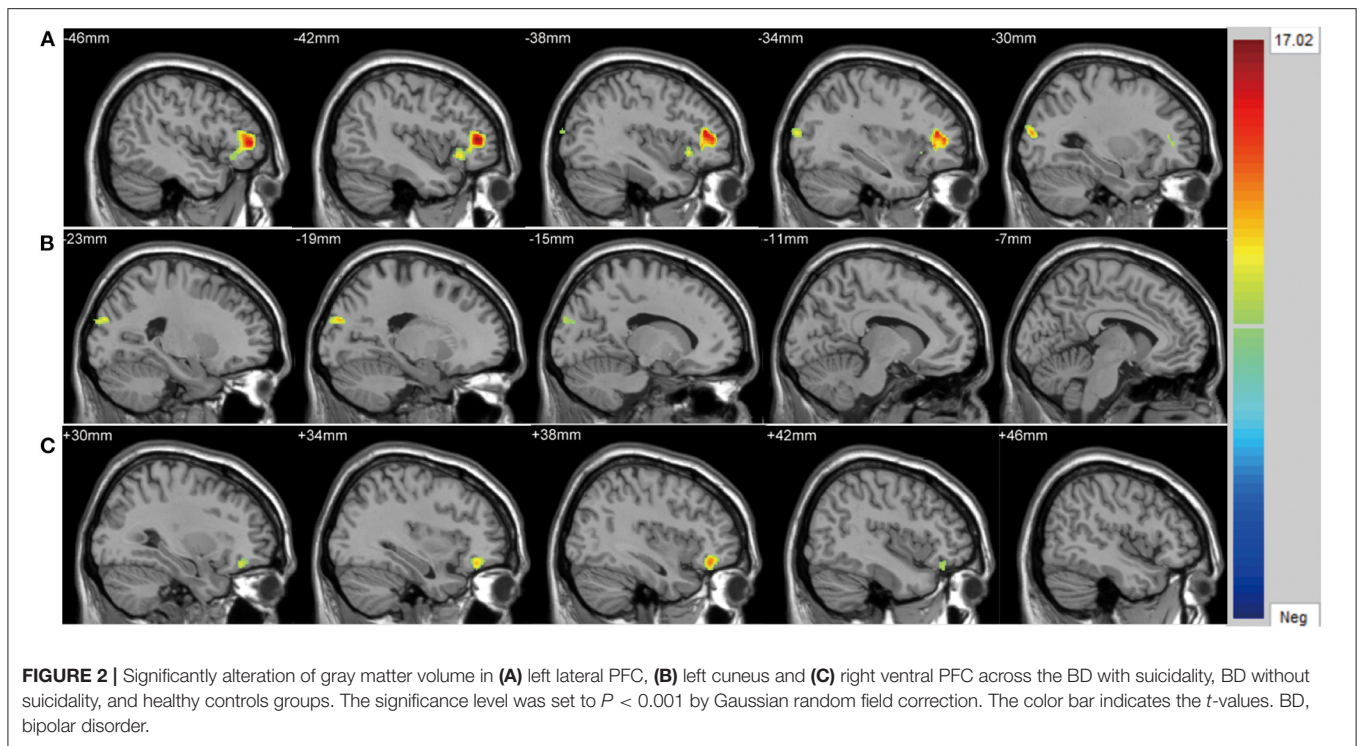 A -46mm -42mm -38mm -34mm -30mm 17.02
B -23mm -19mm -15mm -11mm -7mm
C +30mm +34mm +38mm +42mm +46mm
Neg
FIGURE 2 | Significantly alteration of gray matter volume in (A) left lateral PFC, (B) left cuneus and (C) right ventral PFC across the BD with suicidality, BD without
suicidality, and healthy controls groups. The significance level was set to P < 0.001 by Gaussian random field correction. The color bar indicates the t-values. BD,
bipolar disorder.